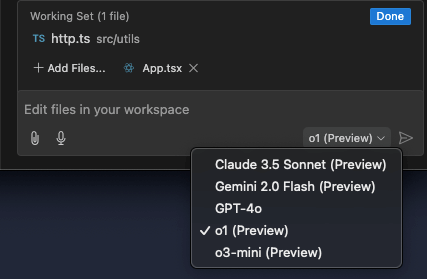 Working Set (1 file)
Done
TS http.ts src/utils
+ Add Files...
App.tsx
Edit files in your workspace
o1 (Preview)
Claude 3.5 Sonnet (Preview)
Gemini 2.0 Flash (Preview)
GPT-4o
o1 (Preview)
o3-mini (Preview)